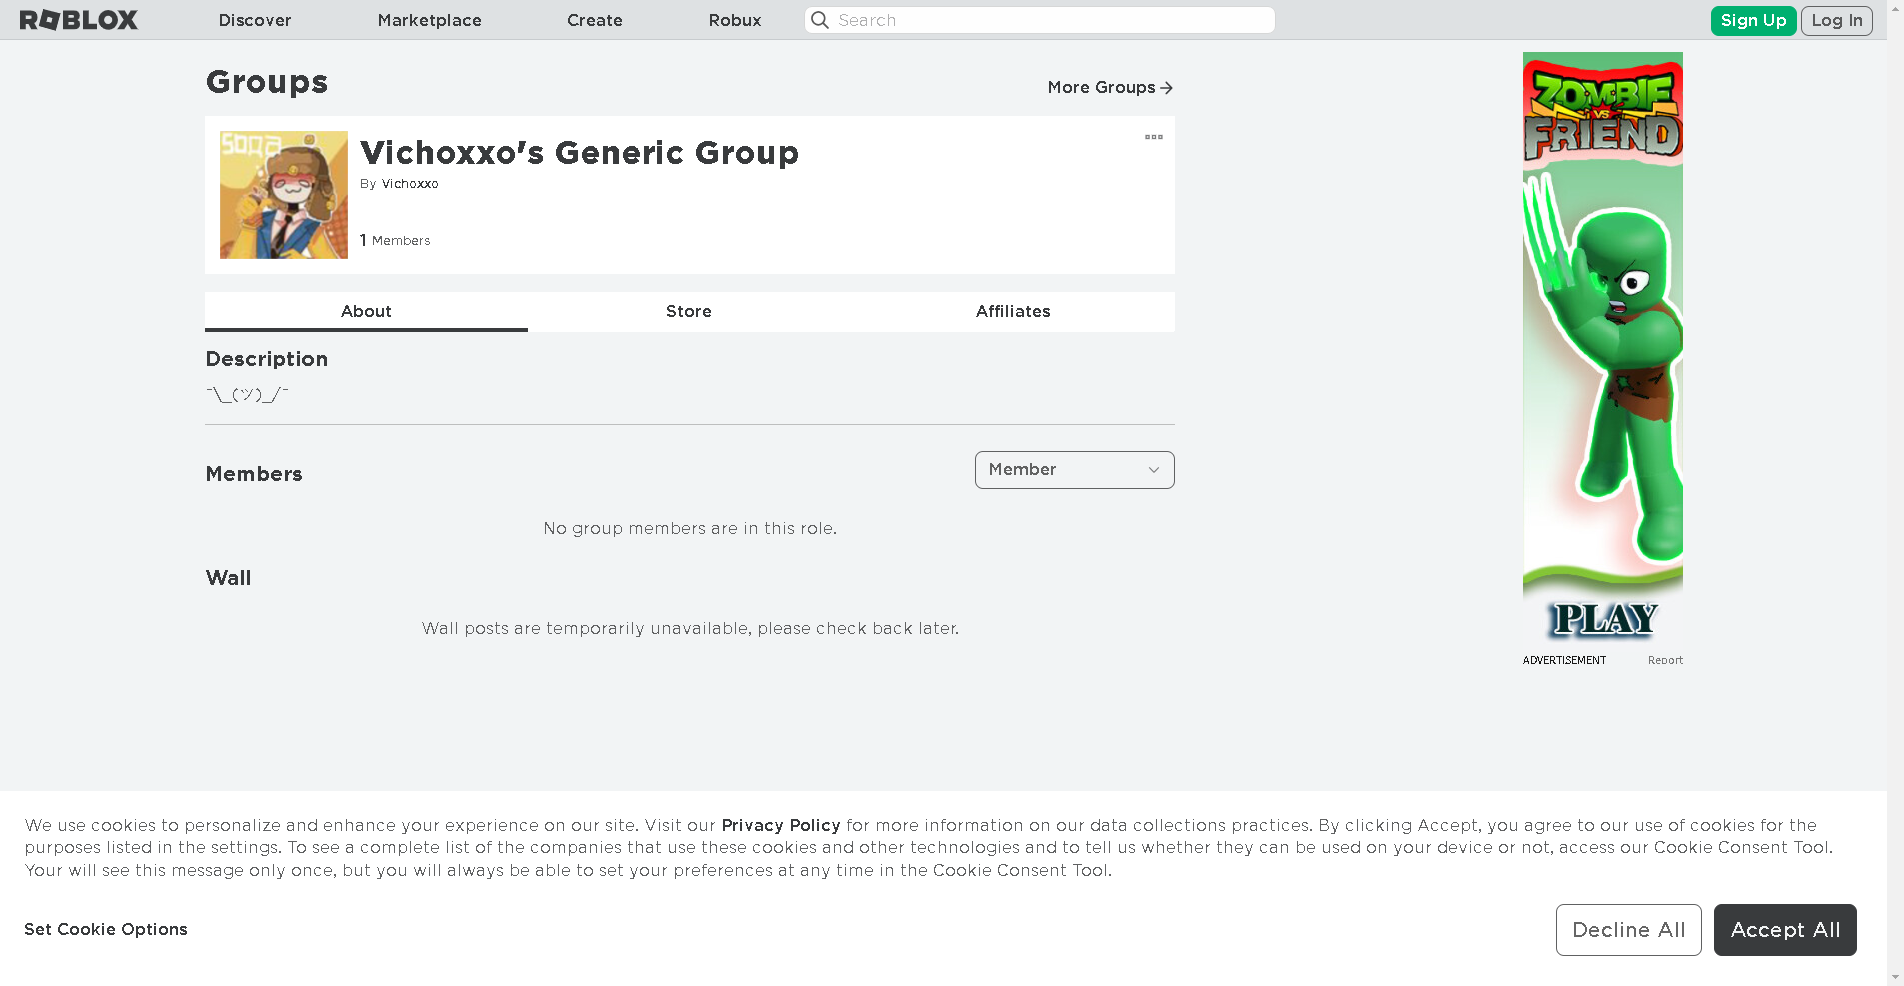 ROBLOX
Discover
Marketplace
Create
Robux
Search
Sign Up
Log In
Groups
More Groups
Vichoxxo's Generic Group
By Vichoxxo
1 Members
About
Store
Affiliates
Description
¯\_(ツ)_/¯
Members
Member
No group members are in this role.
Wall
Wall posts are temporarily unavailable, please check back later.
ZOMBIE
VS
FRIEND
PLAY
ADVERTISEMENT
Report
We use cookies to personalize and enhance your experience on our site. Visit our Privacy Policy for more information on our data collections practices. By clicking Accept, you agree to our use of cookies for the
purposes listed in the settings. To see a complete list of the companies that use these cookies and other technologies and to tell us whether they can be used on your device or not, access our Cookie Consent Tool.
Your will see this message only once, but you will always be able to set your preferences at any time in the Cookie Consent Tool.
Set Cookie Options
Decline All
Accept All